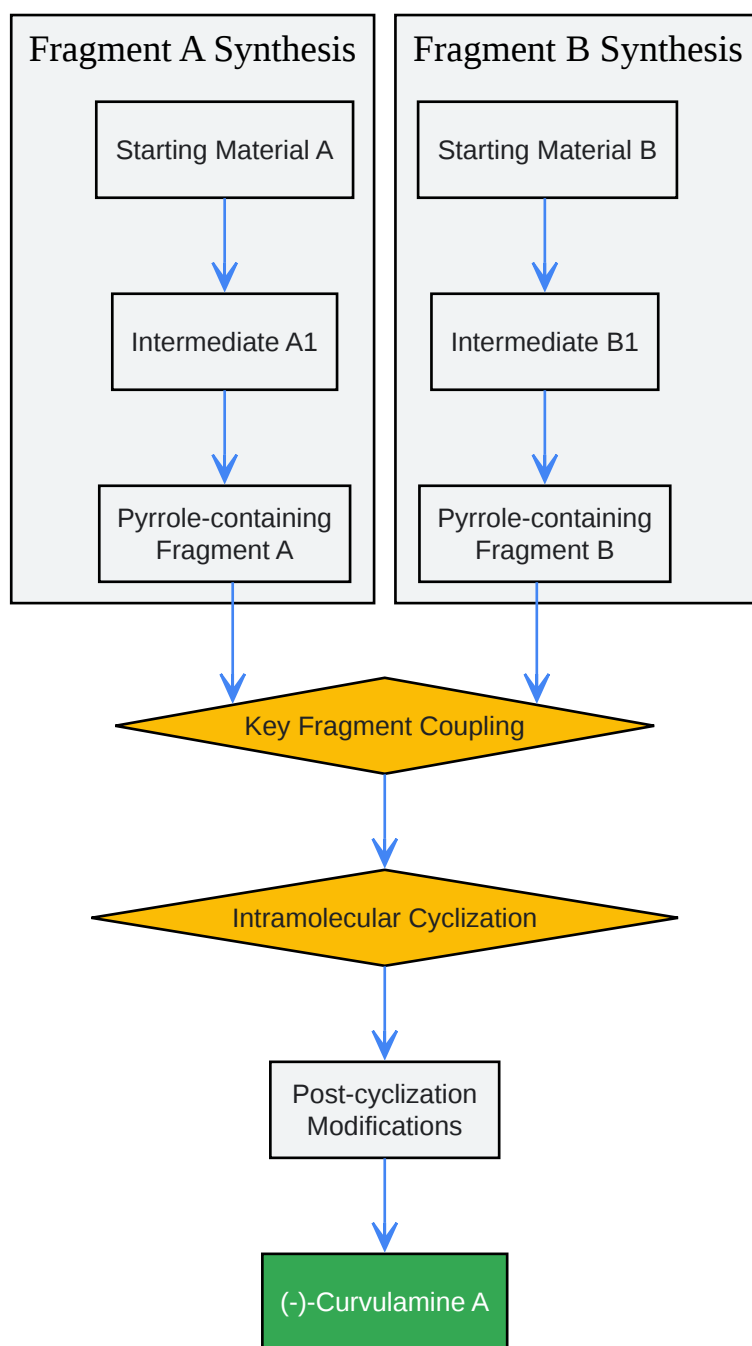 Fragment A Synthesis
Starting Material A
Intermediate A1
Pyrrole-containing
Fragment A
Fragment B Synthesis
Starting Material B
Intermediate B1
Pyrrole-containing
Fragment B
Key Fragment Coupling
Intramolecular Cyclization
Post-cyclization
Modifications
(-)-Curvulamine A